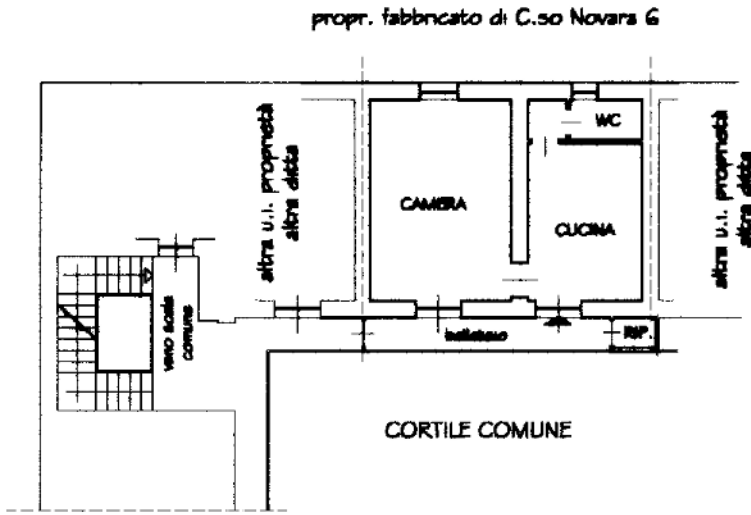 propr. fabbricato di C.so Novara 6
altra u.i. proprietà
altra ditta
WC
altra u.i. proprietà
altra ditta
CAMERA
CUCINA
vano scala
comune
ballatoio
RIP.
CORTILE COMUNE